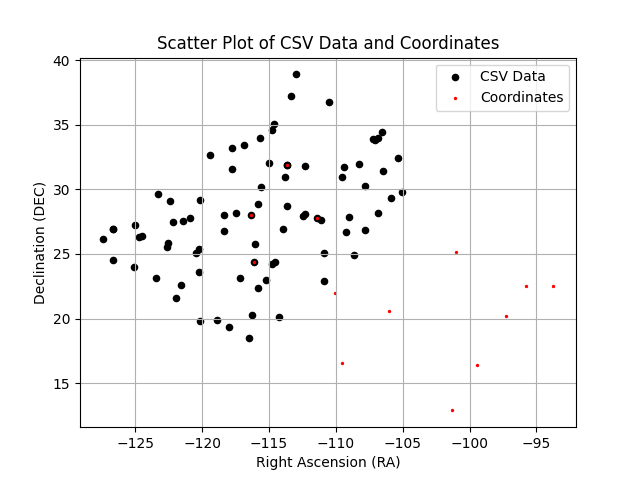 Scatter Plot of CSV Data and Coordinates
CSV Data
Coordinates
40
35
30
25
20
15
Declination (DEC)
−125
−120
−115
−110
−105
−100
−95
Right Ascension (RA)